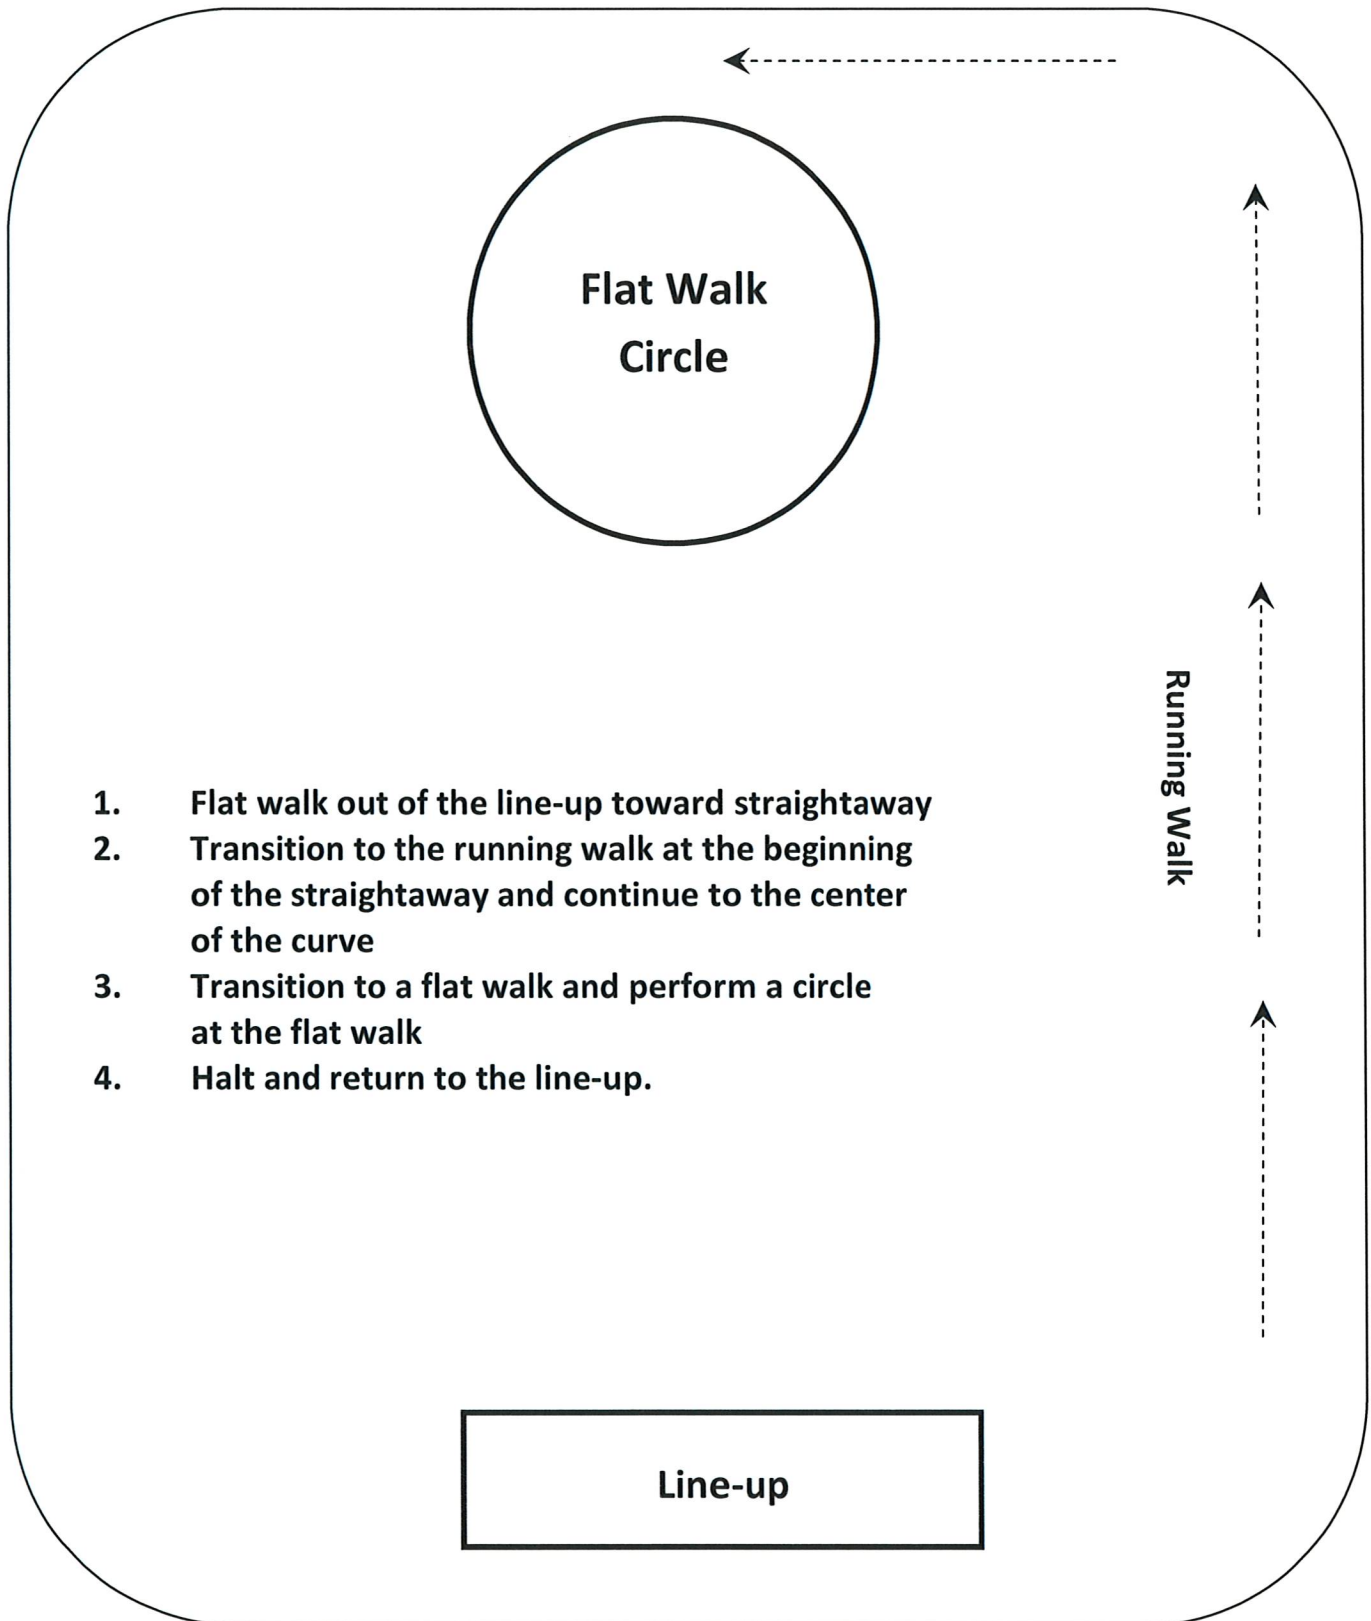 Flat Walk
Circle
Running Walk
1. Flat walk out of the line-up toward straightaway
2. Transition to the running walk at the beginning
of the straightaway and continue to the center
of the curve
3. Transition to a flat walk and perform a circle
at the flat walk
4. Halt and return to the line-up.
Line-up